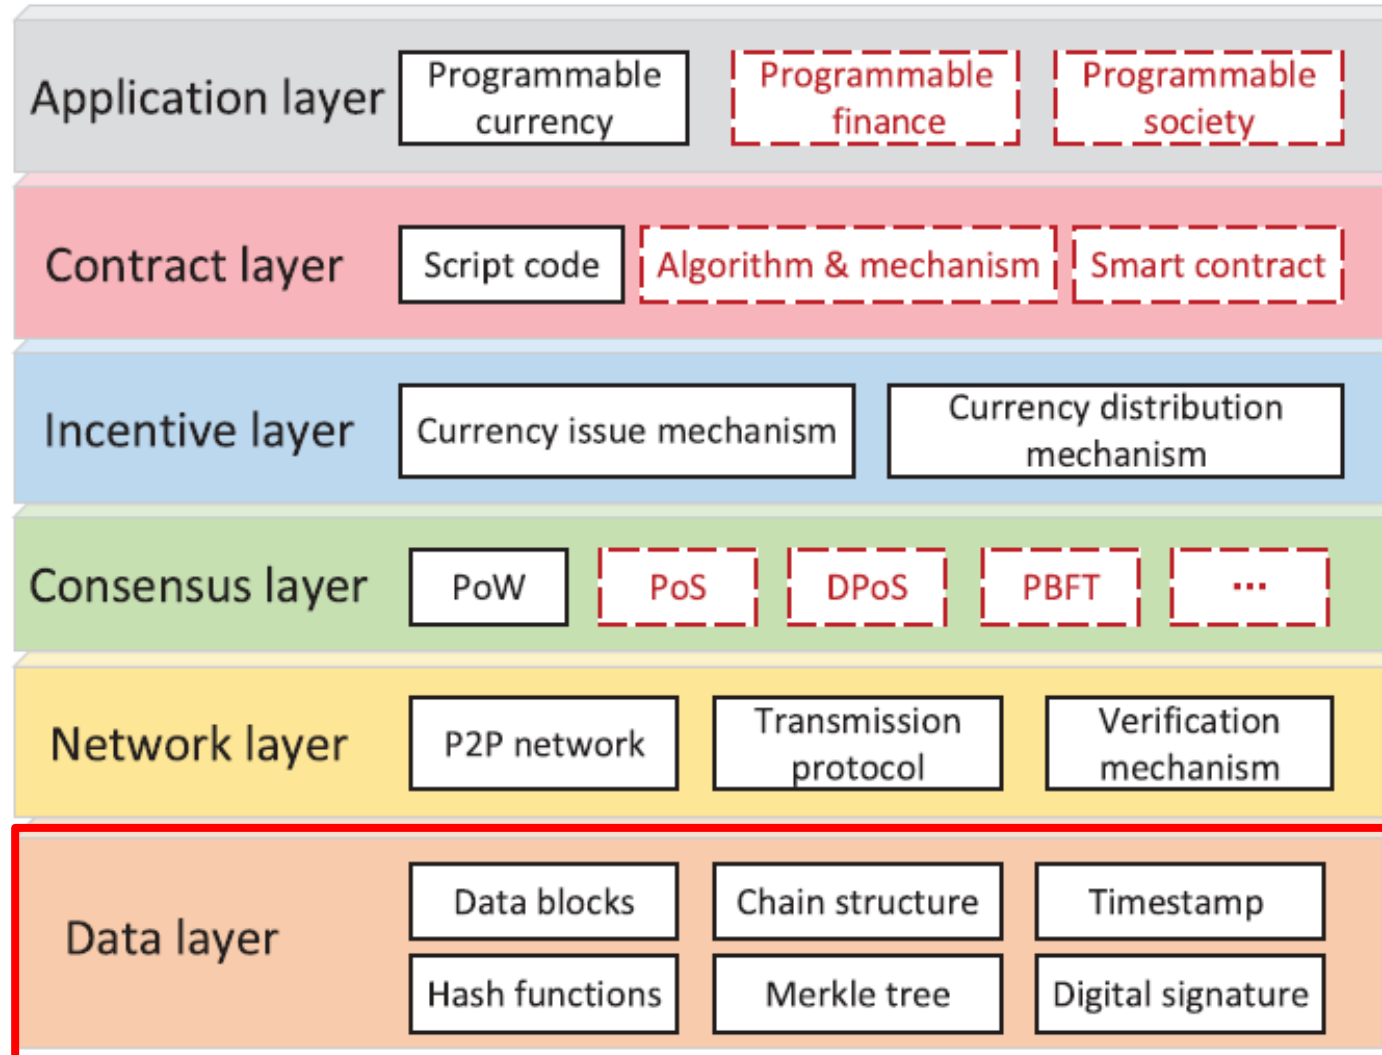 Application layer
Programmable
currency
Programmable
finance
Programmable
society
Contract layer
Script code
Algorithm & mechanism
Smart contract
Incentive layer
Currency issue mechanism
Currency distribution
mechanism
Consensus layer
PoW
PoS
DPoS
PBFT
...
Network layer
P2P network
Transmission
protocol
Verification
mechanism
Data layer
Data blocks
Chain structure
Timestamp
Hash functions
Merkle tree
Digital signature